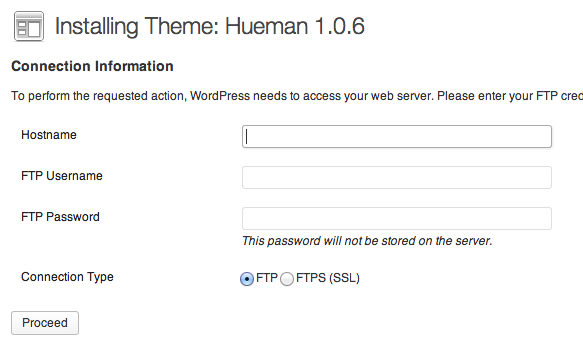 Installing Theme: Hueman 1.0.6
Connection Information
To perform the requested action, WordPress needs to access your web server. Please enter your FTP cred
Hostname
FTP Username
FTP Password
This password will not be stored on the server.
Connection Type FTP FTPS (SSL)
Proceed